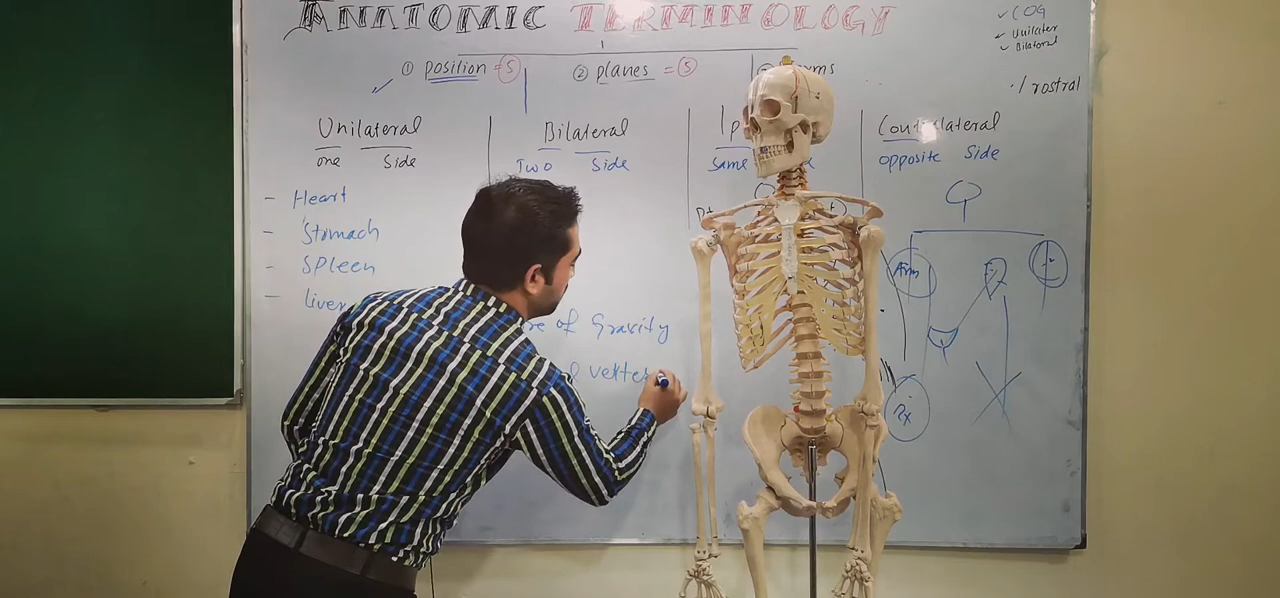 ANATOMIC TERMINOLOGY
✓ COG
✓ Unilater
✓ Bilateral
① position = 5
② planes = 5
/ rostral
Unilateral
one Side
Bilateral
Two Side
Same
Contralateral
opposite Side
- Heart
- Stomach
- Spleen
- Liver
of Gravity
Arm
Rx